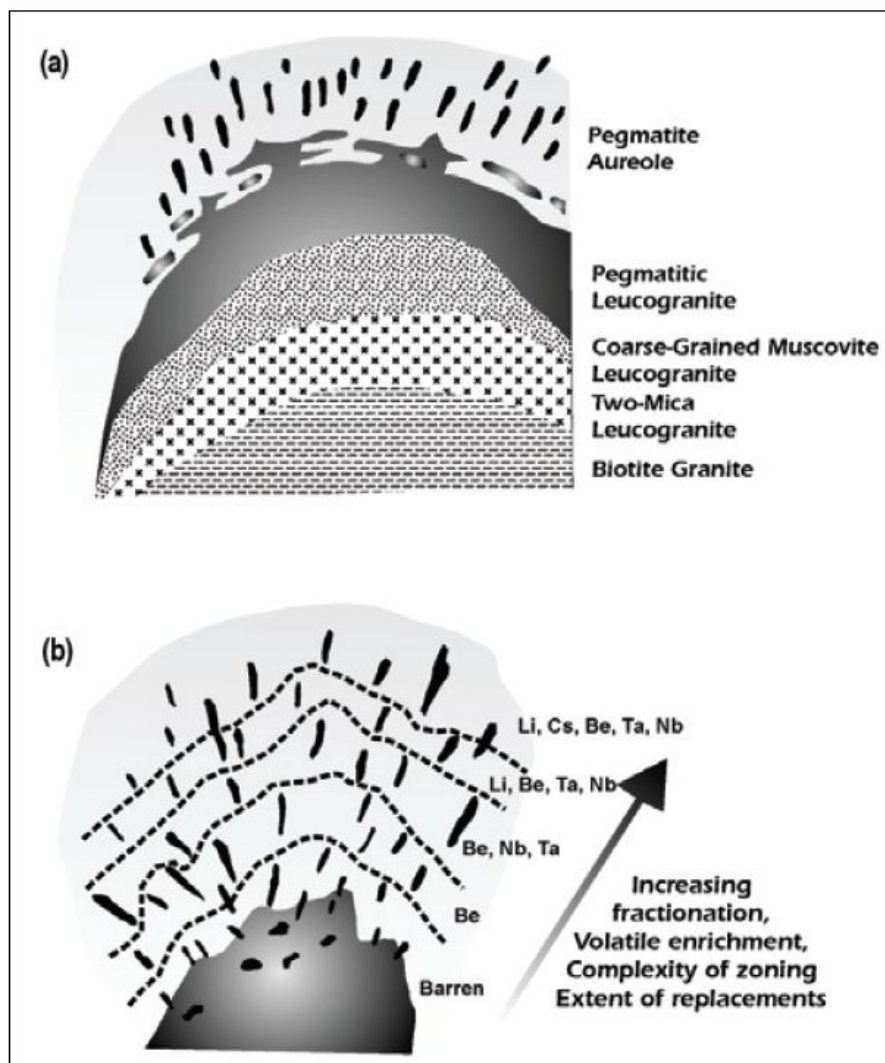 (a)
Pegmatite
Aureole
Pegmatitic
Leucogranite
Coarse-Grained Muscovite
Leucogranite
Two-Mica
Leucogranite
Biotite Granite
(b)
Li, Cs, Be, Ta, Nb
Li, Be, Ta, Nb
Be, Nb, Ta
Be
Barren
Increasing
fractionation,
Volatile enrichment,
Complexity of zoning
Extent of replacements